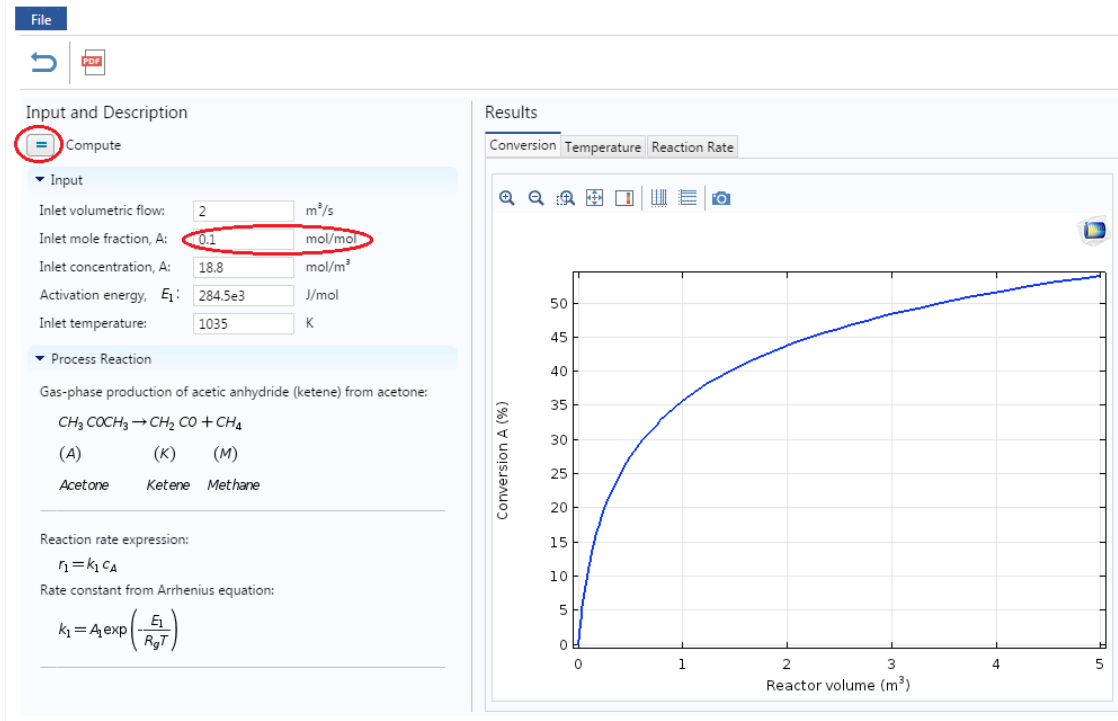 File
PDF
Input and Description
= Compute
Input
Inlet volumetric flow: 2 m³/s
Inlet mole fraction, A: 0.1 mol/mol
Inlet concentration, A: 18.8 mol/m³
Activation energy, E₁: 284.5e3 J/mol
Inlet temperature: 1035 K
Process Reaction
Gas-phase production of acetic anhydride (ketene) from acetone:
CH₃ COCH₃ → CH₂ CO + CH₄
(A) (K) (M)
Acetone Ketene Methane
Reaction rate expression:
r₁ = k₁ c_A
Rate constant from Arrhenius equation:
k₁ = A₁ exp(-E₁/R_gT)
Results
Conversion Temperature Reaction Rate
Conversion A (%)
50
45
40
35
30
25
20
15
10
5
0
0 1 2 3 4 5
Reactor volume (m³)